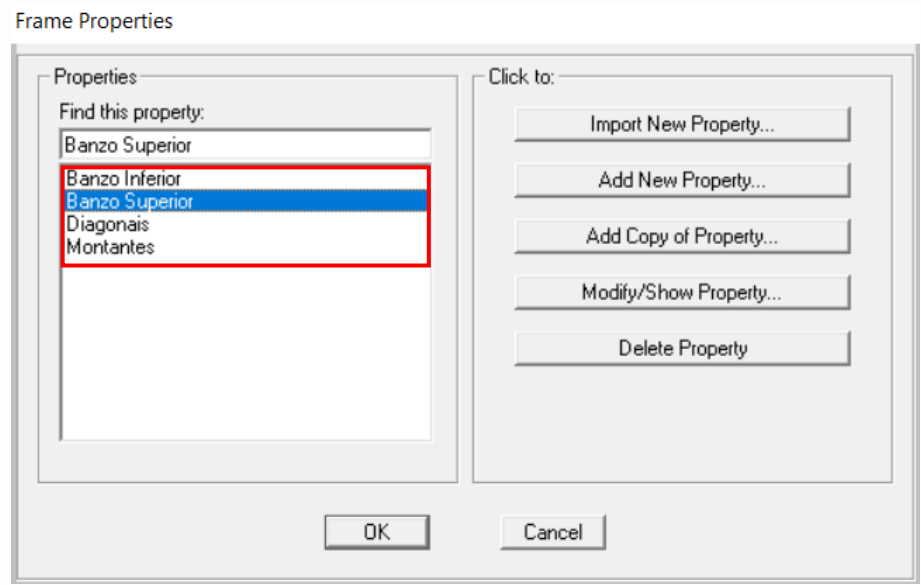 Frame Properties
Properties
Find this property:
Banzo Superior
Banzo Inferior
Banzo Superior
Diagonais
Montantes
Click to:
Import New Property...
Add New Property...
Add Copy of Property...
Modify/Show Property...
Delete Property
OK
Cancel